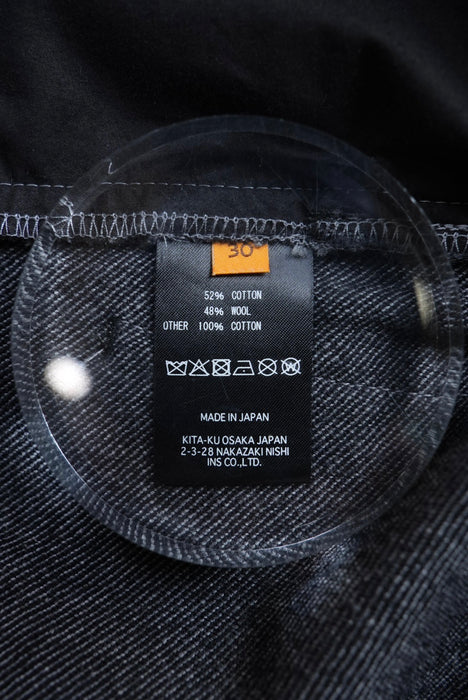 30
52% COTTON
48% WOOL
OTHER 100% COTTON
MADE IN JAPAN
KITA-KU OSAKA JAPAN
2-3-28 NAKAZAKI NISHI
INS CO.,LTD.